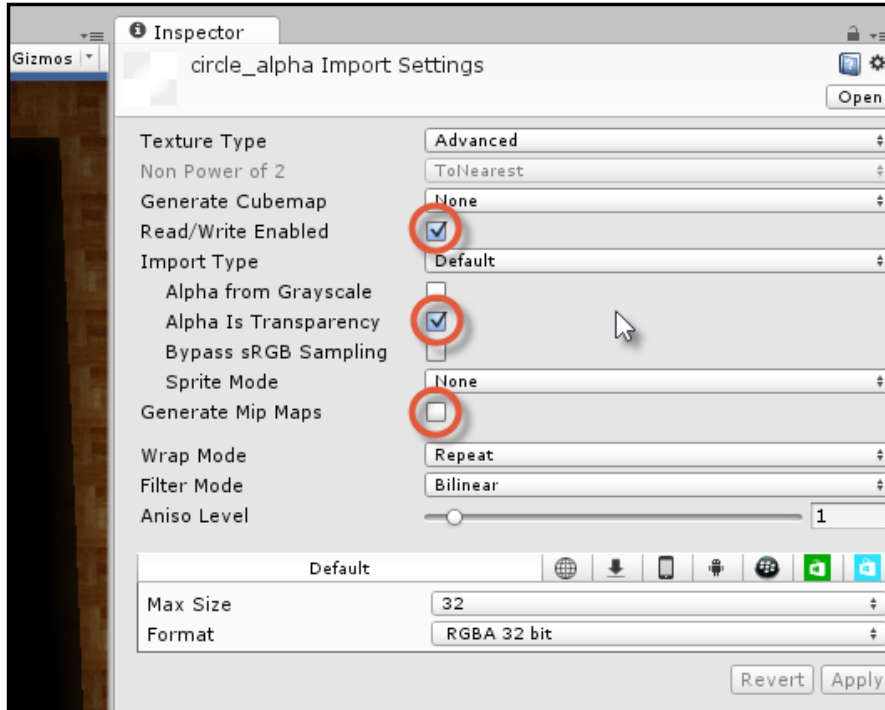 Inspector
Gizmos
circle_alpha Import Settings
Open
Texture Type Advanced
Non Power of 2 ToNearest
Generate Cubemap None
Read/Write Enabled
Import Type Default
Alpha from Grayscale
Alpha Is Transparency
Bypass sRGB Sampling
Sprite Mode None
Generate Mip Maps
Wrap Mode Repeat
Filter Mode Bilinear
Aniso Level 1
Default
Max Size 32
Format RGBA 32 bit
Revert Apply